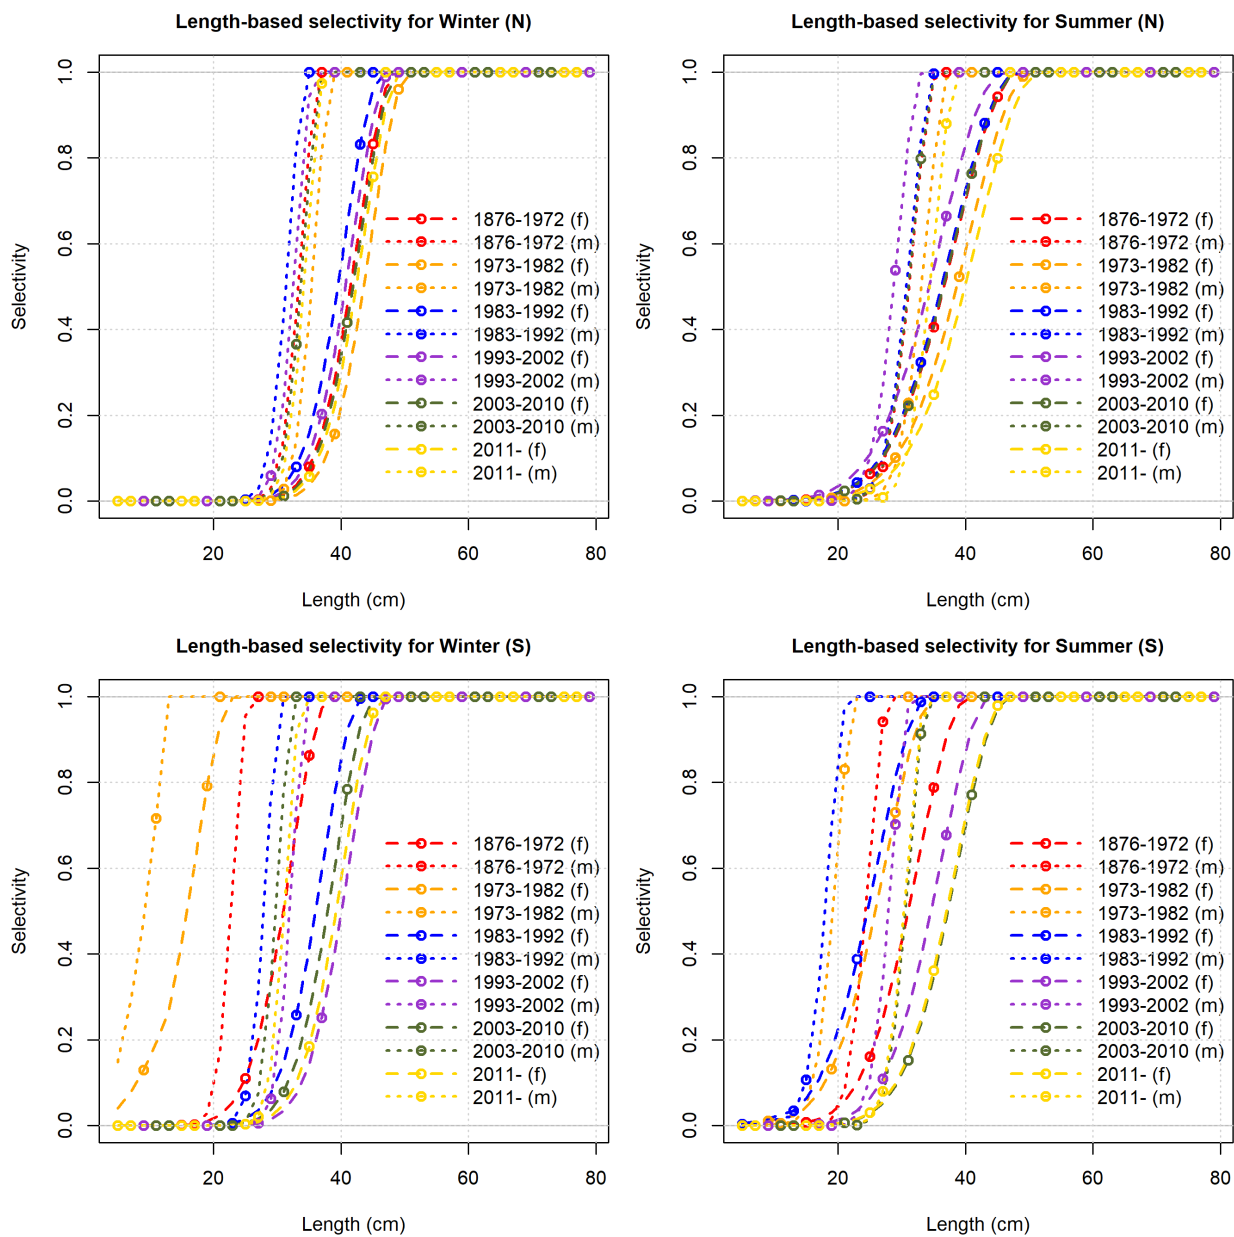 Length-based selectivity for Winter (N)
Selectivity
0.0
0.2
0.4
0.6
0.8
1.0
1876-1972 (f)
1876-1972 (m)
1973-1982 (f)
1973-1982 (m)
1983-1992 (f)
1983-1992 (m)
1993-2002 (f)
1993-2002 (m)
2003-2010 (f)
2003-2010 (m)
2011- (f)
2011- (m)
20 40 60 80
Length (cm)
Length-based selectivity for Summer (N)
Selectivity
0.0
0.2
0.4
0.6
0.8
1.0
1876-1972 (f)
1876-1972 (m)
1973-1982 (f)
1973-1982 (m)
1983-1992 (f)
1983-1992 (m)
1993-2002 (f)
1993-2002 (m)
2003-2010 (f)
2003-2010 (m)
2011- (f)
2011- (m)
20 40 60 80
Length (cm)
Length-based selectivity for Winter (S)
Selectivity
0.0
0.2
0.4
0.6
0.8
1.0
1876-1972 (f)
1876-1972 (m)
1973-1982 (f)
1973-1982 (m)
1983-1992 (f)
1983-1992 (m)
1993-2002 (f)
1993-2002 (m)
2003-2010 (f)
2003-2010 (m)
2011- (f)
2011- (m)
20 40 60 80
Length (cm)
Length-based selectivity for Summer (S)
Selectivity
0.0
0.2
0.4
0.6
0.8
1.0
1876-1972 (f)
1876-1972 (m)
1973-1982 (f)
1973-1982 (m)
1983-1992 (f)
1983-1992 (m)
1993-2002 (f)
1993-2002 (m)
2003-2010 (f)
2003-2010 (m)
2011- (f)
2011- (m)
20 40 60 80
Length (cm)